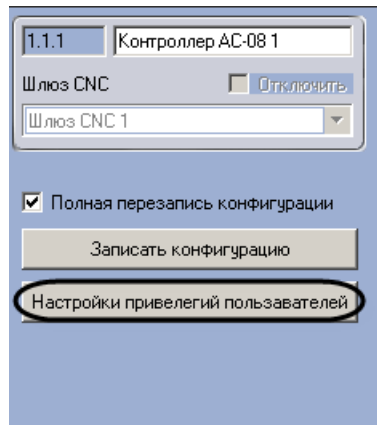 1.1.1 Контроллер АС-08 1
Шлюз CNC Отключить
Шлюз CNC 1
Полная перезапись конфигурации
Записать конфигурацию
Настройки привелегий пользавателей